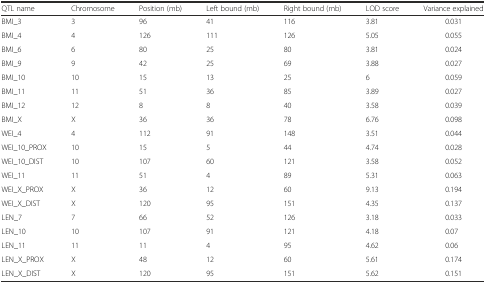 QTL name Chromosome Position (mb) Left bound (mb) Right bound (mb) LOD score Variance explained
BMI_3 3 96 41 116 3.81 0.031
BMI_4 4 126 111 126 5.05 0.055
BMI_6 6 80 25 80 3.81 0.024
BMI_9 9 42 25 69 3.88 0.027
BMI_10 10 15 13 25 6 0.059
BMI_11 11 51 36 85 3.89 0.027
BMI_12 12 8 8 40 3.58 0.039
BMI_X X 36 36 78 6.76 0.098
WEI_4 4 112 91 148 3.51 0.044
WEI_10_PROX 10 15 5 44 4.74 0.028
WEI_10_DIST 10 107 60 121 3.58 0.052
WEI_11 11 51 4 89 5.31 0.063
WEI_X_PROX X 36 12 60 9.13 0.194
WEI_X_DIST X 120 95 151 4.35 0.137
LEN_7 7 66 52 126 3.18 0.033
LEN_10 10 107 91 121 4.18 0.07
LEN_11 11 11 4 95 4.62 0.06
LEN_X_PROX X 48 12 60 5.61 0.174
LEN_X_DIST X 120 95 151 5.62 0.151